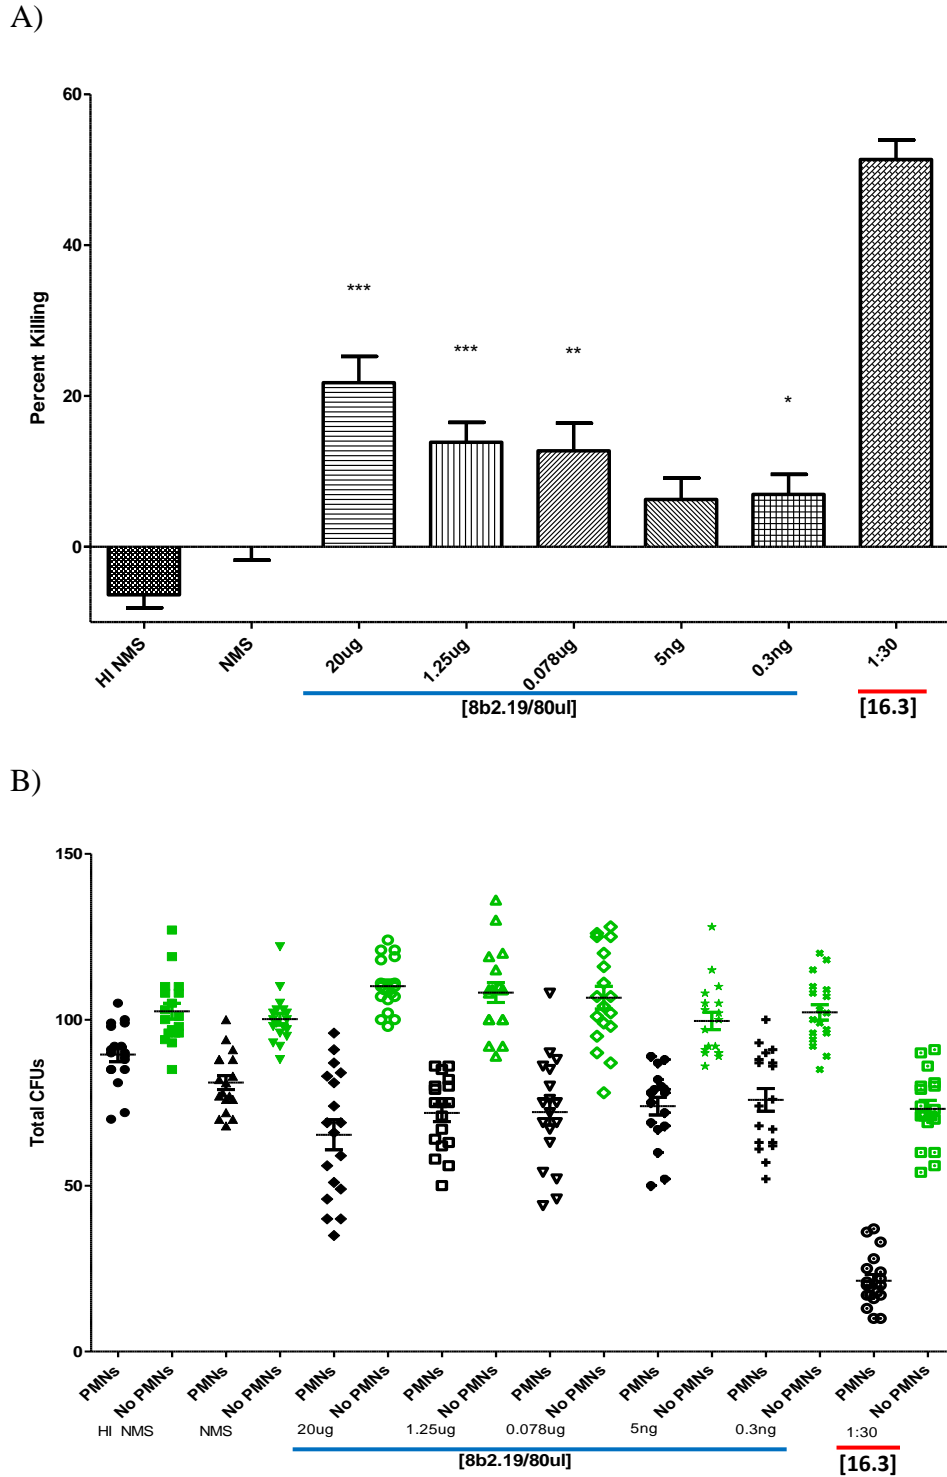 A)
60
40
20
0
Percent Killing
***
***
**
*
HI NMS
NMS
20ug
1.25ug
0.078ug
5ng
0.3ng
1:30
[8b2.19/80ul]
[16.3]
B)
150
100
50
0
Total CFUs
PMNs
No PMNs
PMNs
No PMNs
PMNs
No PMNs
PMNs
No PMNs
PMNs
No PMNs
PMNs
No PMNs
PMNs
No PMNs
PMNs
No PMNs
HI NMS
NMS
20ug
1.25ug
0.078ug
5ng
0.3ng
1:30
[8b2.19/80ul]
[16.3]